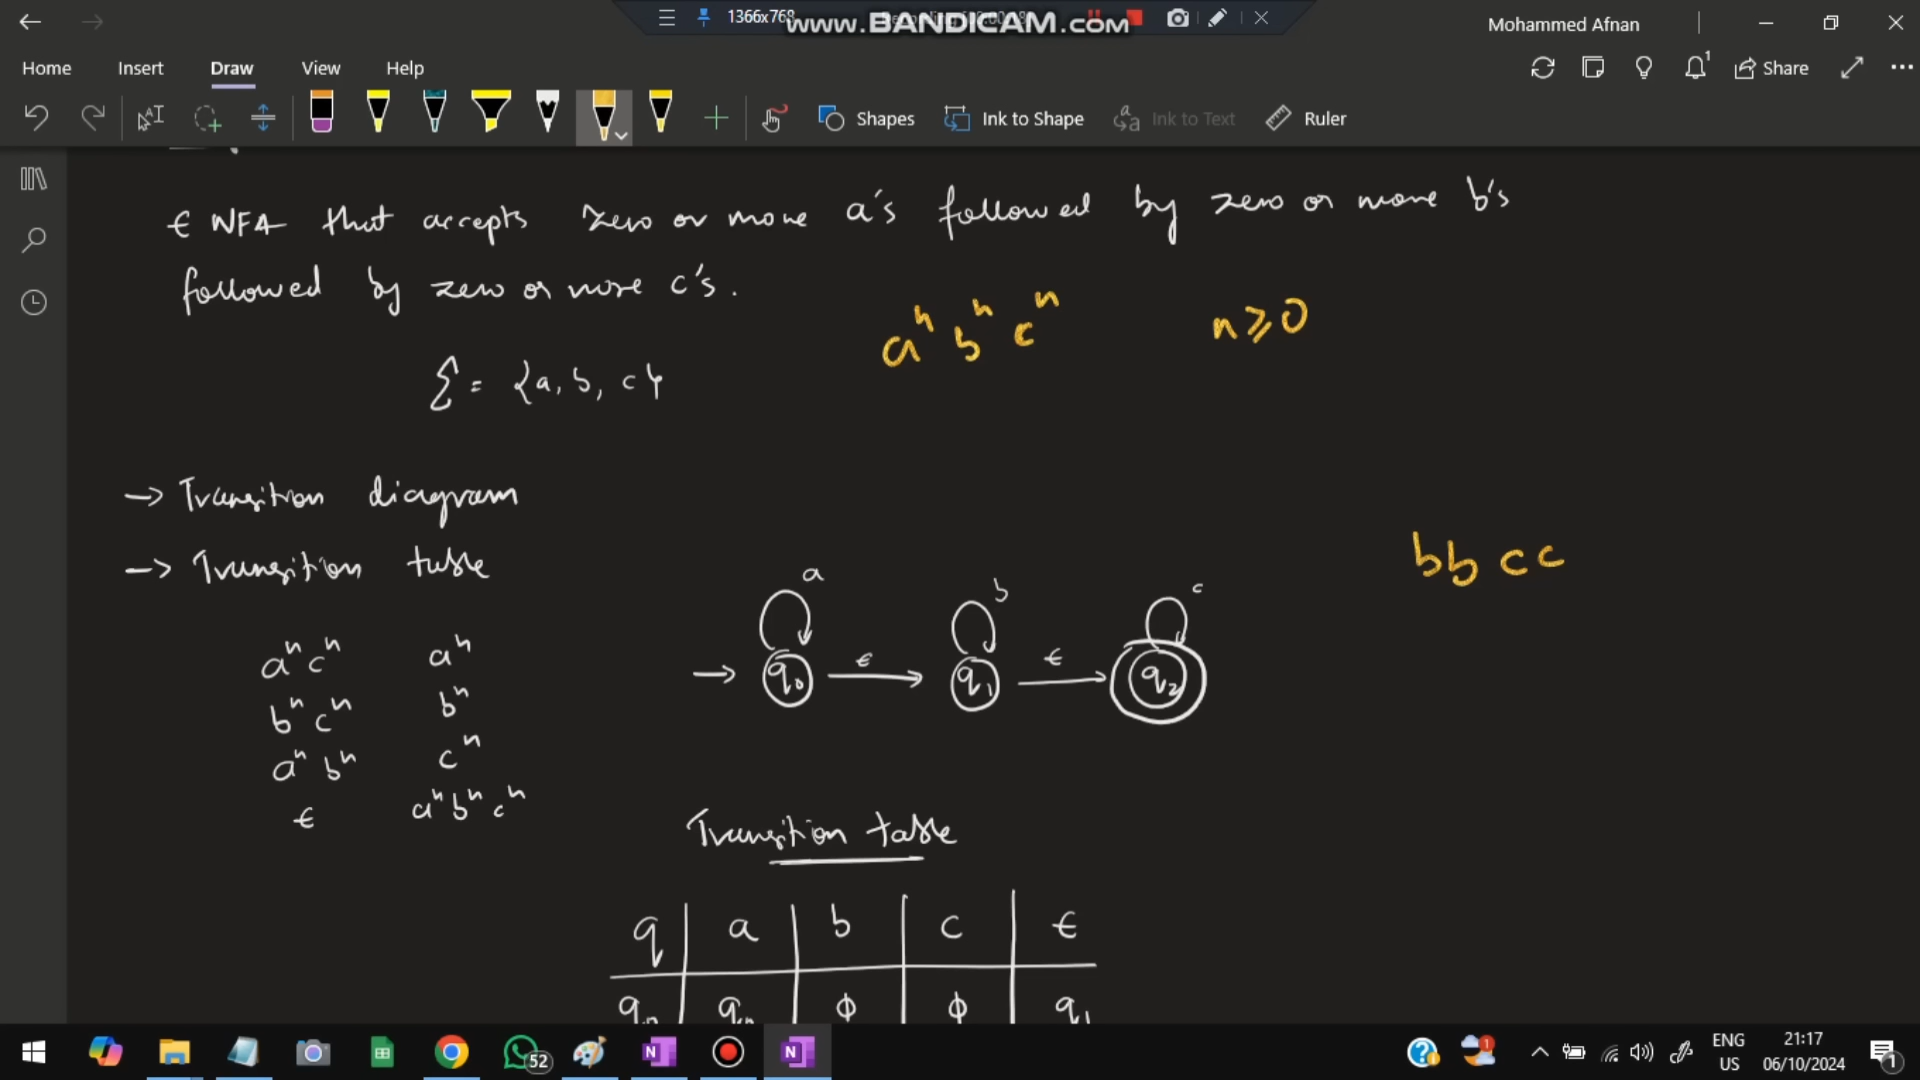 1366x768
www.BANDICAM.com
Mohammed Afnan
Home Insert Draw View Help
Share
Shapes Ink to Shape Ink to Text Ruler
€ NFA that accepts zero or more a's followed by zero or more b's
followed by zero or more c's.
aⁿ bⁿ cⁿ n ≥ 0
Σ = {a, b, c}
→ Transition diagram
→ Transition table
bb cc
a b c
→ q₀ € → q₁ € → q₂
aⁿ cⁿ aⁿ
bⁿ cⁿ bⁿ
aⁿ bⁿ cⁿ
€ aⁿ bⁿ cⁿ
Transition table
q a b c €
q₀ q₀ ϕ ϕ q₁
52
1
ENG
US
21:17
06/10/2024
1